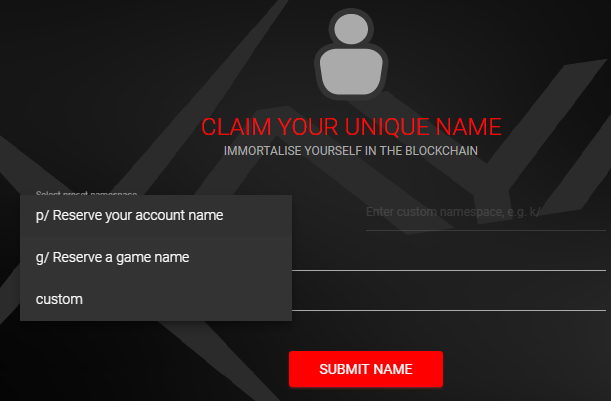 CLAIM YOUR UNIQUE NAME
IMMORTALISE YOURSELF IN THE BLOCKCHAIN
Select preset namespace
p/ Reserve your account name
Enter custom namespace, e.g. k/
g/ Reserve a game name
custom
SUBMIT NAME